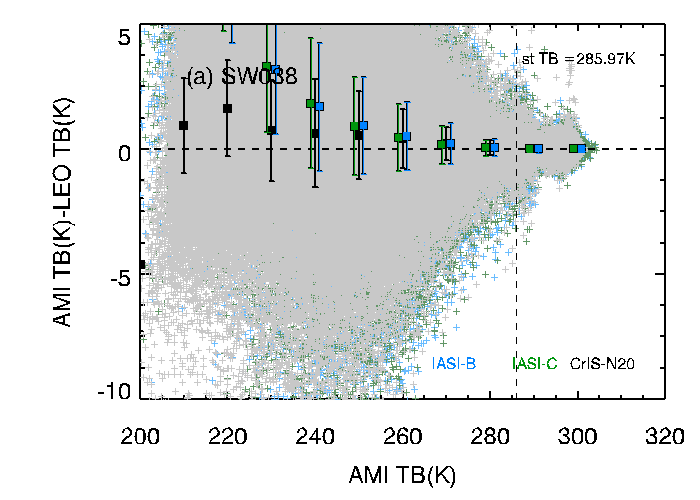 5
st TB =285.97K
(a) SW038
0
AMI TB(K)-LEO TB(K)
-5
IASI-B IASI-C CrIS-N20
-10
200 220 240 260 280 300 320
AMI TB(K)